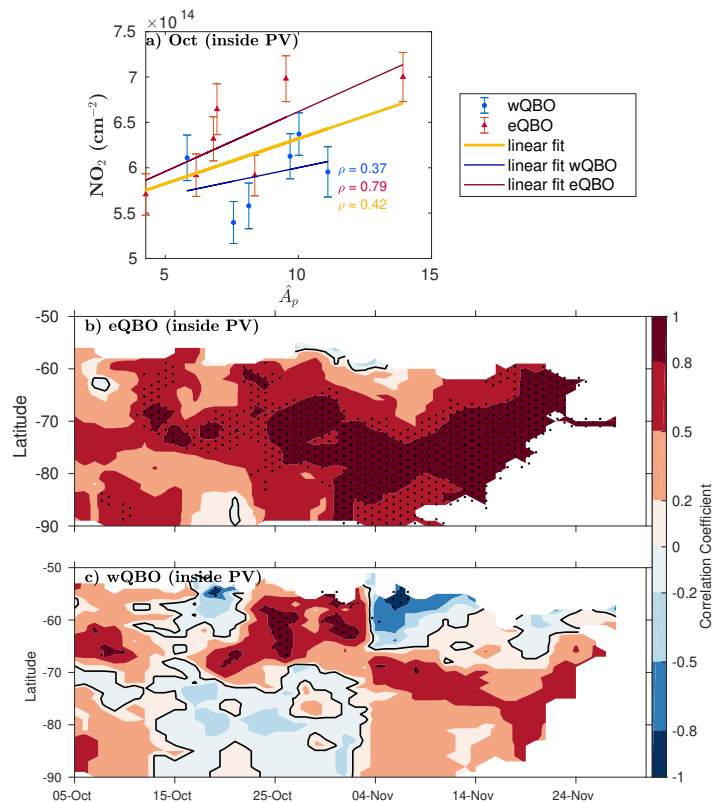 × 10^14
a) Oct (inside PV)
7.5
7
6.5
6
5.5
5
NO₂ (cm⁻²)
5
10
15
Â_p
ρ = 0.37
ρ = 0.79
ρ = 0.42
wQBO
eQBO
linear fit
linear fit wQBO
linear fit eQBO
b) eQBO (inside PV)
-50
-60
-70
-80
-90
Latitude
c) wQBO (inside PV)
-50
-60
-70
-80
-90
Latitude
05-Oct
15-Oct
25-Oct
04-Nov
14-Nov
24-Nov
1
0.8
0.5
0.2
0
-0.2
-0.5
-0.8
-1
Correlation Coefficient